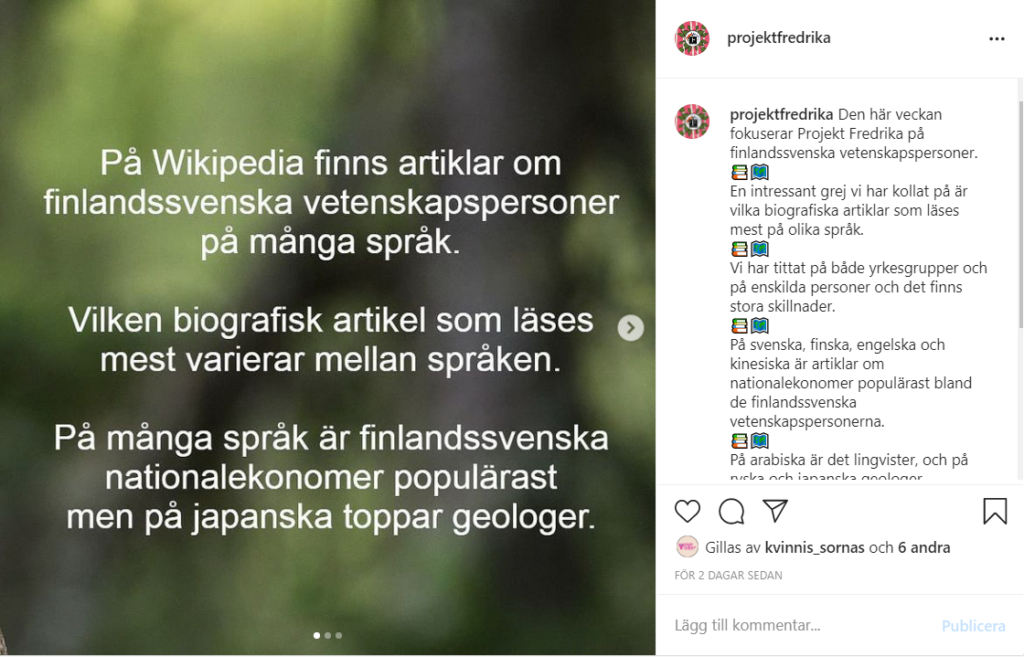 På Wikipedia finns artiklar om
finlandssvenska vetenskapspersoner
på många språk.
Vilken biografisk artikel som läses
mest varierar mellan språken.
På många språk är finlandssvenska
nationalekonomer populärast
men på japanska toppar geologer.
projektfredrika
projektfredrika Den här veckan
fokuserar Projekt Fredrika på
finlandssvenska vetenskapspersoner.
En intressant grej vi har kollat på är
vilka biografiska artiklar som läses
mest på olika språk.
Vi har tittat på både yrkesgrupper och
på enskilda personer och det finns
stora skillnader.
På svenska, finska, engelska och
kinesiska är artiklar om
nationalekonomer populärast bland
de finlandssvenska
vetenskapspersonerna.
På arabiska är det lingvister, och på
ryska och japanska geologer
Gillas av kvinnis_sornas och 6 andra
FÖR 2 DAGAR SEDAN
Lägg till kommentar...
Publicera